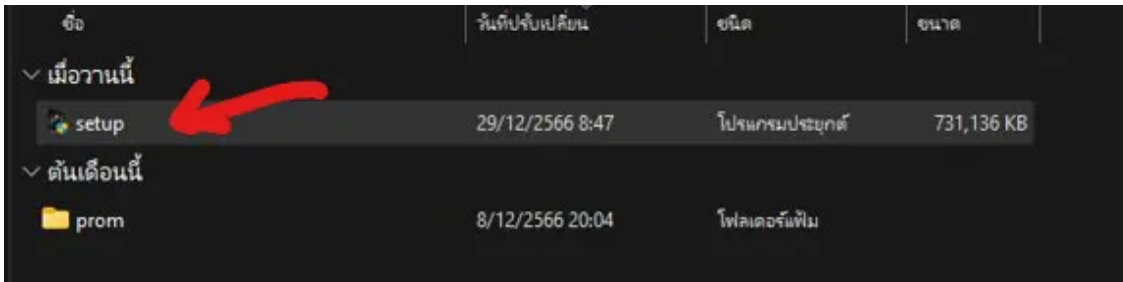 ชื่อ วันที่ปรับเปลี่ยน ชนิด ขนาด
เมื่อวานนี้
setup 29/12/2566 8:47 โปรแกรมประยุกต์ 731,136 KB
ต้นเดือนนี้
prom 8/12/2566 20:04 โฟลเดอร์แฟ้ม